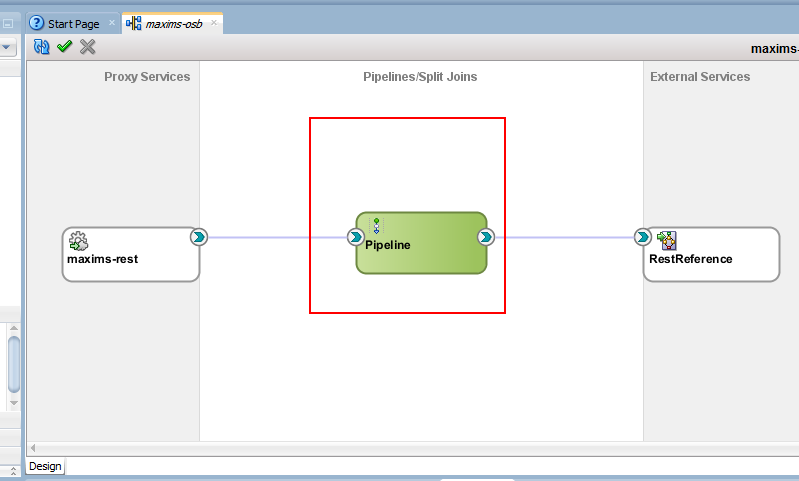 Start Page
maxims-osb
maxims-
Proxy Services
Pipelines/Split Joins
External Services
maxims-rest
Pipeline
RestReference
Design